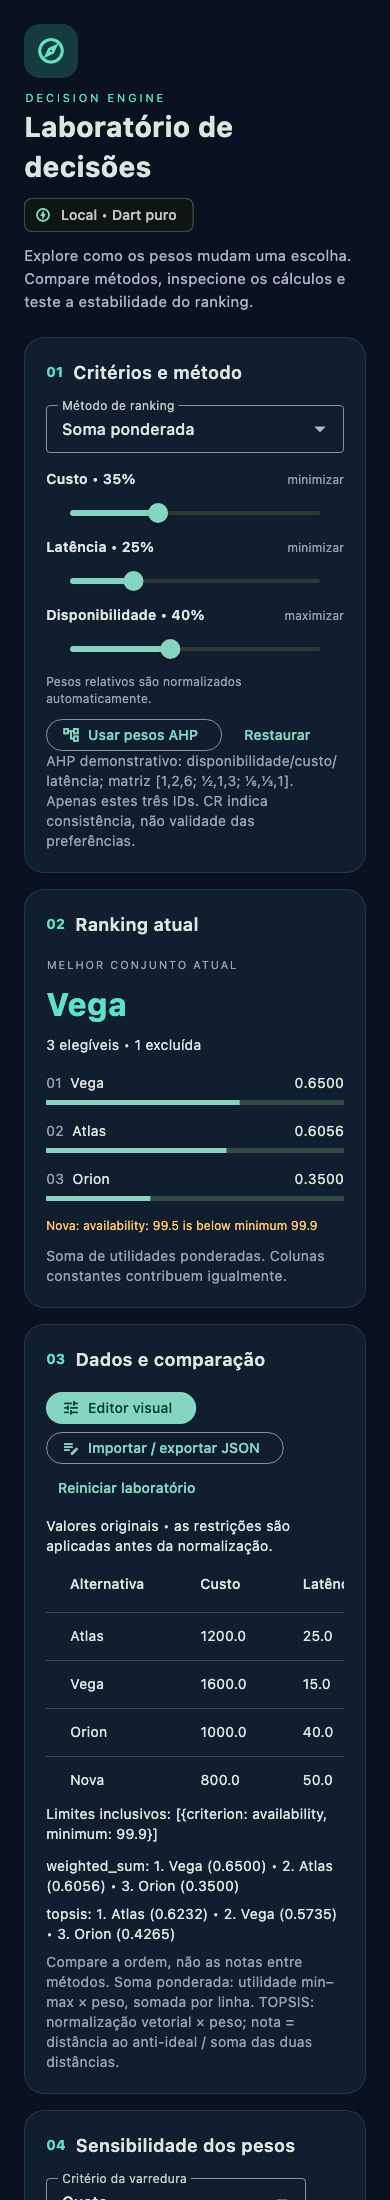 DECISION ENGINE
Laboratório de
decisões
Local • Dart puro
Explore como os pesos mudam uma escolha.
Compare métodos, inspecione os cálculos e
teste a estabilidade do ranking.
01 Critérios e método
Método de ranking
Soma ponderada
Custo • 35% minimizar
Latência • 25% minimizar
Disponibilidade • 40% maximizar
Pesos relativos são normalizados
automaticamente.
Usar pesos AHP Restaurar
AHP demonstrativo: disponibilidade/custo/
latência; matriz [1,2,6; ½,1,3; ⅙,⅓,1].
Apenas estes três IDs. CR indica
consistência, não validade das
preferências.
02 Ranking atual
MELHOR CONJUNTO ATUAL
Vega
3 elegíveis • 1 excluída
01 Vega 0.6500
02 Atlas 0.6056
03 Orion 0.3500
Nova: availability: 99.5 is below minimum 99.9
Soma de utilidades ponderadas. Colunas
constantes contribuem igualmente.
03 Dados e comparação
Editor visual
Importar / exportar JSON
Reiniciar laboratório
Valores originais • as restrições são
aplicadas antes da normalização.
Alternativa Custo
Atlas 1200.0 25.0
Vega 1600.0 15.0
Orion 1000.0 40.0
Nova 800.0 50.0
Limites inclusivos: [{criterion: availability,
minimum: 99.9}]
weighted_sum: 1. Vega (0.6500) • 2. Atlas
(0.6056) • 3. Orion (0.3500)
topsis: 1. Atlas (0.6232) • 2. Vega (0.5735)
• 3. Orion (0.4265)
Compare a ordem, não as notas entre
métodos. Soma ponderada: utilidade min–
max × peso, somada por linha. TOPSIS:
normalização vetorial × peso; nota =
distância ao anti-ideal / soma das duas
distâncias.
04 Sensibilidade dos pesos
Critério da varredura